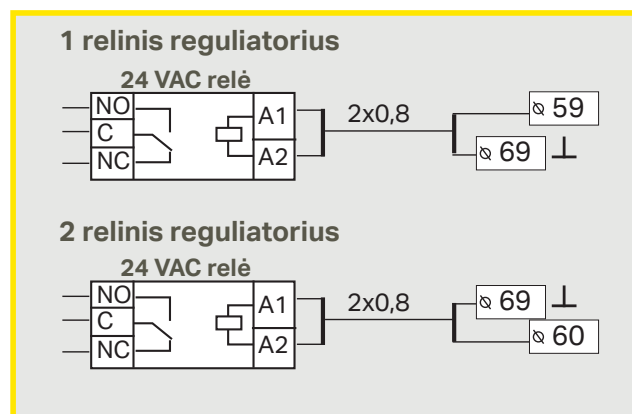 1 relinis reguliatorius
24 VAC relė
NO
C
NC
A1
A2
2x0,8
⌀ 59
⌀ 69
2 relinis reguliatorius
24 VAC relė
NO
C
NC
A1
A2
2x0,8
⌀ 69
⌀ 60